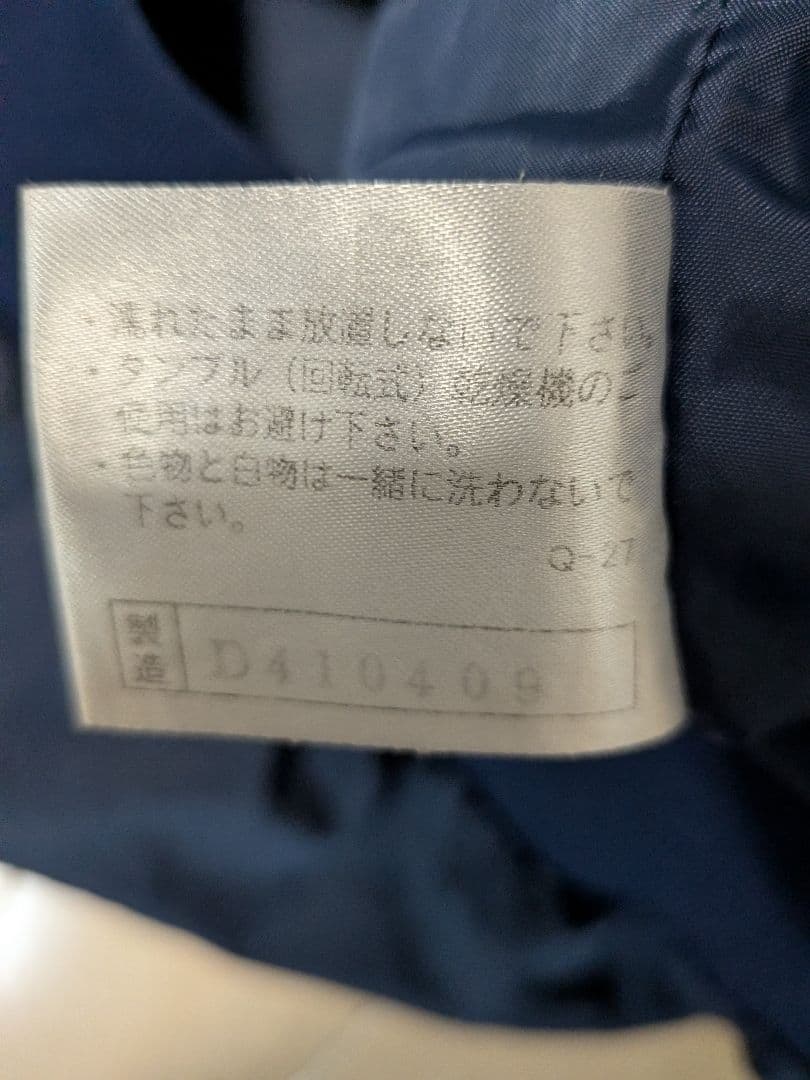 ・濡れたまま放置しないで下さい
・タンブル（回転式）乾燥機のご
使用はお避け下さい。
・色物と白物は一緒に洗わないで
下さい。
Q-27
製造 D410409